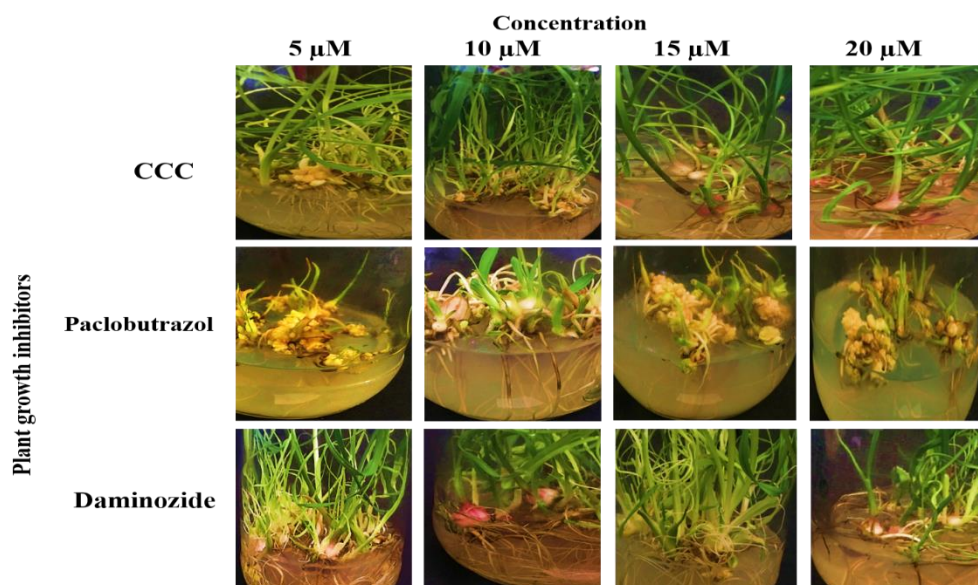 Concentration
5 µM 10 µM 15 µM 20 µM
CCC
Plant growth inhibitors
Paclobutrazol
Daminozide